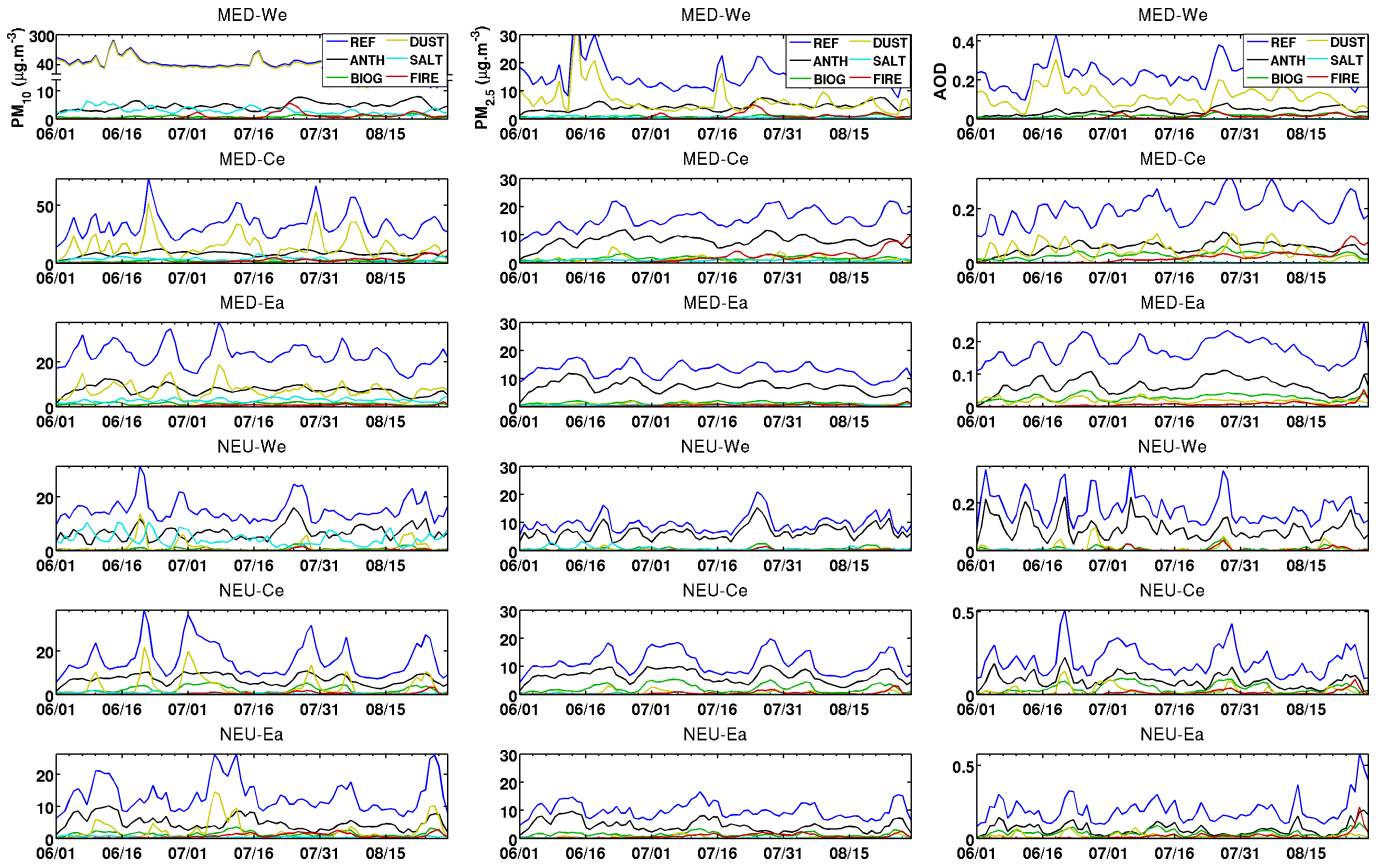 MED-We MED-We MED-We
PM10 (μg.m−3) 300 40 10 5 0
REF DUST
ANTH SALT
BIOG FIRE
06/01 06/16 07/01 07/16 07/31 08/15
PM2.5 (μg.m−3) 30 20 10 0
REF DUST
ANTH SALT
BIOG FIRE
06/01 06/16 07/01 07/16 07/31 08/15
AOD 0.4 0.2 0
REF DUST
ANTH SALT
BIOG FIRE
06/01 06/16 07/01 07/16 07/31 08/15
MED-Ce MED-Ce MED-Ce
50 0
06/01 06/16 07/01 07/16 07/31 08/15
30 20 10 0
06/01 06/16 07/01 07/16 07/31 08/15
0.2 0
06/01 06/16 07/01 07/16 07/31 08/15
MED-Ea MED-Ea MED-Ea
20 0
06/01 06/16 07/01 07/16 07/31 08/15
30 20 10 0
06/01 06/16 07/01 07/16 07/31 08/15
0.2 0.1 0
06/01 06/16 07/01 07/16 07/31 08/15
NEU-We NEU-We NEU-We
20 0
06/01 06/16 07/01 07/16 07/31 08/15
30 20 10 0
06/01 06/16 07/01 07/16 07/31 08/15
0.2 0
06/01 06/16 07/01 07/16 07/31 08/15
NEU-Ce NEU-Ce NEU-Ce
20 0
06/01 06/16 07/01 07/16 07/31 08/15
30 20 10 0
06/01 06/16 07/01 07/16 07/31 08/15
0.5 0
06/01 06/16 07/01 07/16 07/31 08/15
NEU-Ea NEU-Ea NEU-Ea
20 10 0
06/01 06/16 07/01 07/16 07/31 08/15
30 20 10 0
06/01 06/16 07/01 07/16 07/31 08/15
0.5 0
06/01 06/16 07/01 07/16 07/31 08/15